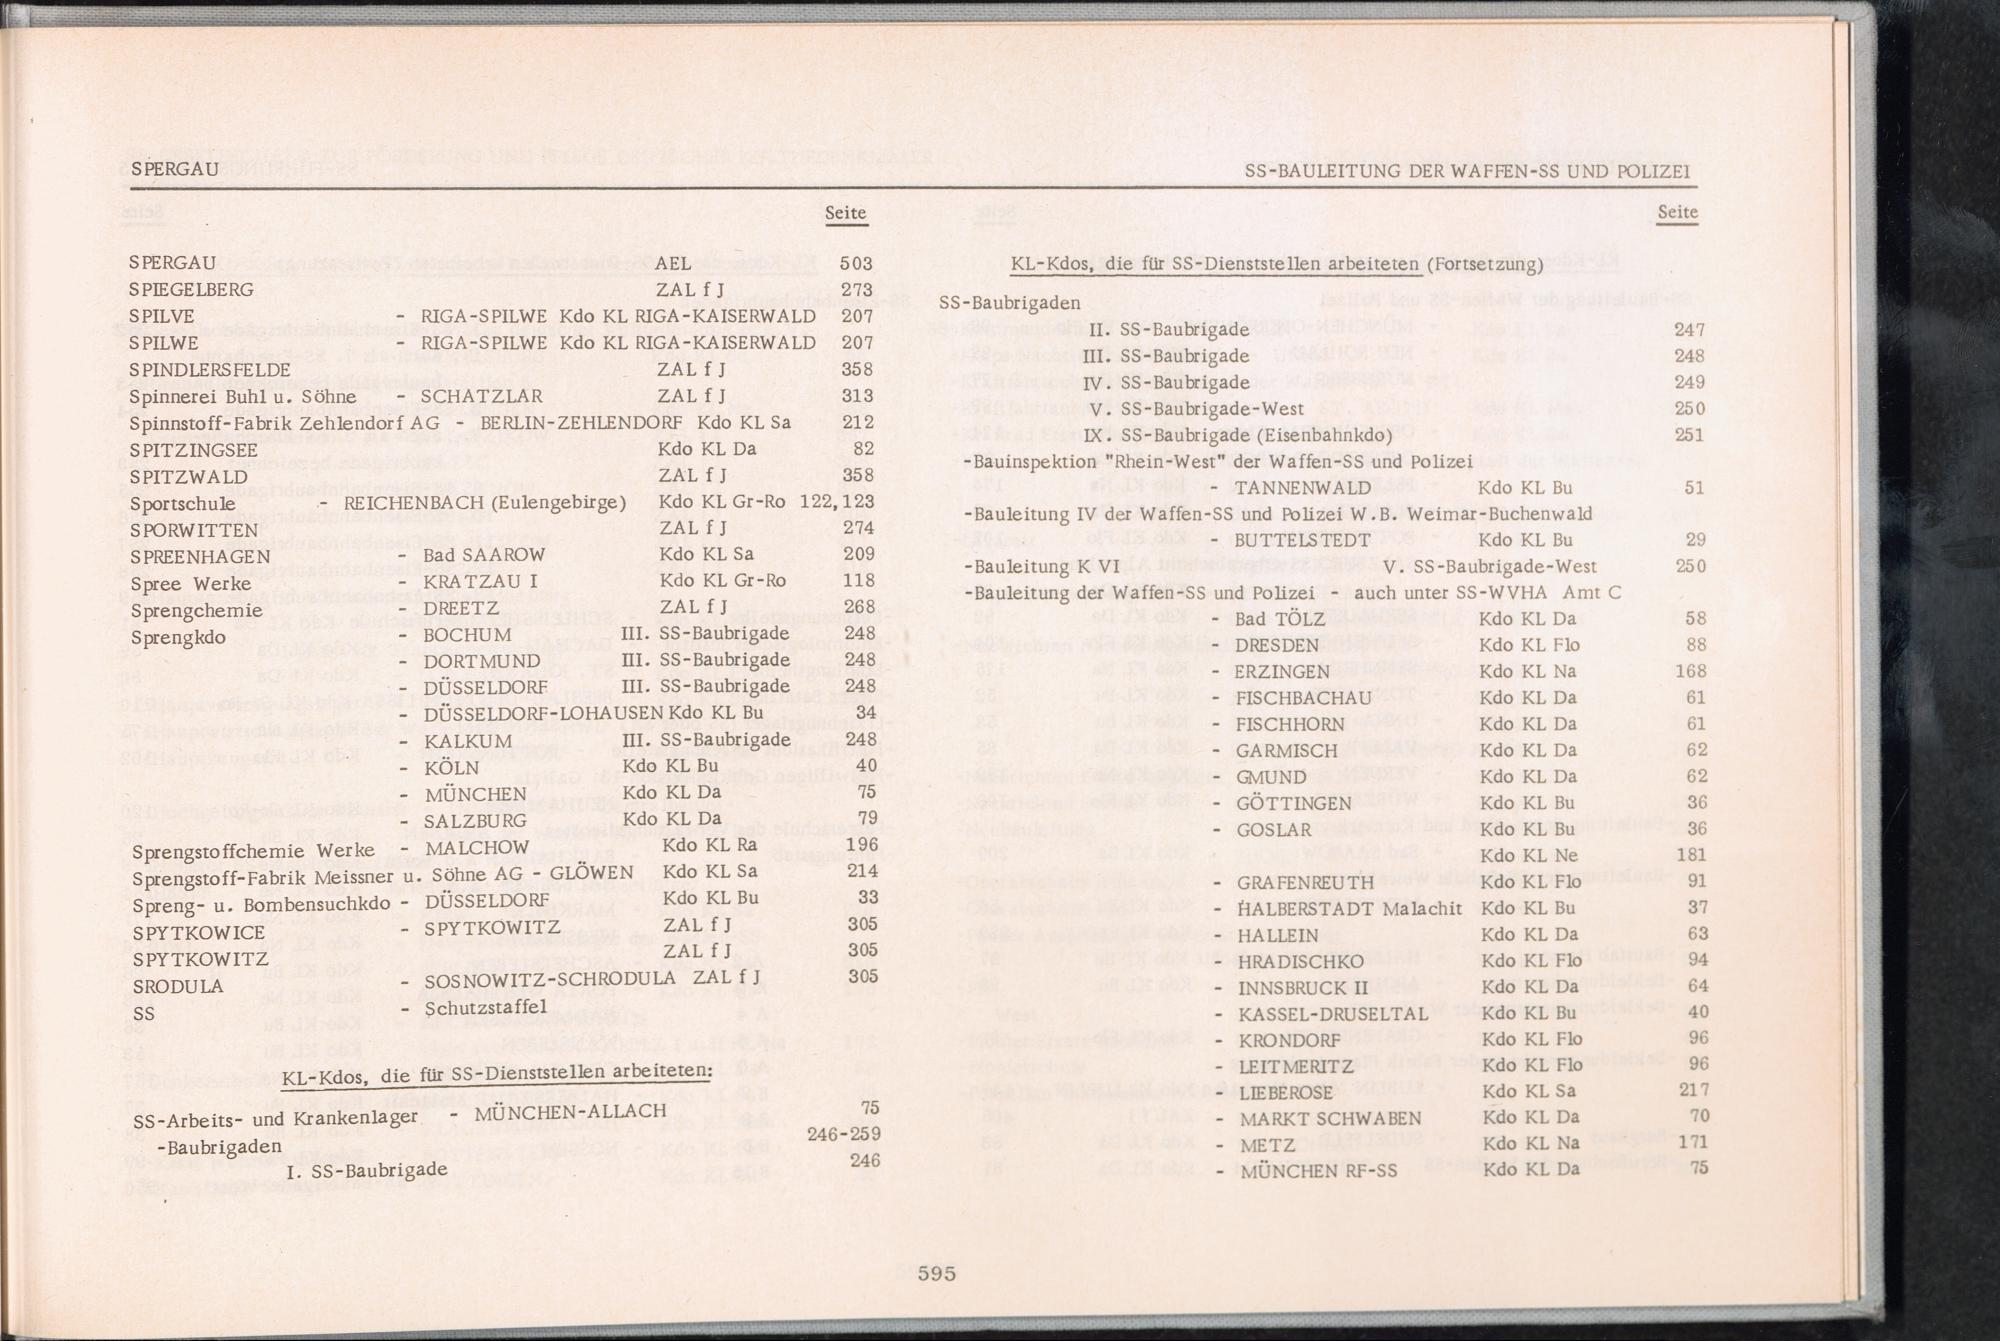 SPERGAU SS-BAULEITUNG DER WAFFEN-SS UND POLIZEI
Seite
SPERGAU AEL 503
SPIEGELBERG ZAL f J 273
SPILVE - RIGA-SPILWE Kdo KL RIGA-KAISERWALD 207
SPILWE - RIGA-SPILWE Kdo KL RIGA-KAISERWALD 207
SPINDLERSFELDE ZAL f J 358
Spinnerei Buhl u. Söhne - SCHATZLAR ZAL f J 313
Spinnstoff-Fabrik Zehlendorf AG - BERLIN-ZEHLENDORF Kdo KL Sa 212
SPITZINGSEE Kdo KL Da 82
SPITZWALD ZAL f J 358
Sportschule - REICHENBACH (Eulengebirge) Kdo KL Gr-Ro 122, 123
SPORWITTEN ZAL f J 274
SPREENHAGEN - Bad SAAROW Kdo KL Sa 209
Spree Werke - KRATZAU I Kdo KL Gr-Ro 118
Sprengchemie - DREETZ ZAL f J 268
Sprengkdo - BOCHUM III. SS-Baubrigade 248
- DORTMUND III. SS-Baubrigade 248
- DÜSSELDORF III. SS-Baubrigade 248
- DÜSSELDORF-LOHAUSEN Kdo KL Bu 34
- KALKUM III. SS-Baubrigade 248
- KÖLN Kdo KL Bu 40
- MÜNCHEN Kdo KL Da 75
- SALZBURG Kdo KL Da 79
Sprengstoffchemie Werke - MALCHOW Kdo KL Ra 196
Sprengstoff-Fabrik Meissner u. Söhne AG - GLÖWEN Kdo KL Sa 214
Spreng- u. Bombensuchkdo - DÜSSELDORF Kdo KL Bu 33
SPYTKOWICE - SPYTKOWITZ ZAL f J 305
SPYTKOWITZ ZAL f J 305
SRODULA - SOSNOWITZ-SCHRODULA ZAL f J 305
SS - Schutzstaffel
KL-Kdos, die für SS-Dienststellen arbeiteten:
SS-Arbeits- und Krankenlager - MÜNCHEN-ALLACH 75
-Baubrigaden 246-259
I. SS-Baubrigade 246
Seite
KL-Kdos, die für SS-Dienststellen arbeiteten (Fortsetzung)
SS-Baubrigaden
II. SS-Baubrigade 247
III. SS-Baubrigade 248
IV. SS-Baubrigade 249
V. SS-Baubrigade-West 250
IX. SS-Baubrigade (Eisenbahnkdo) 251
-Bauinspektion "Rhein-West" der Waffen-SS und Polizei
- TANNENWALD Kdo KL Bu 51
-Bauleitung IV der Waffen-SS und Polizei W.B. Weimar-Buchenwald
- BUTTELSTEDT Kdo KL Bu 29
-Bauleitung K VI V. SS-Baubrigade-West 250
-Bauleitung der Waffen-SS und Polizei - auch unter SS-WVHA Amt C
- Bad TÖLZ Kdo KL Da 58
- DRESDEN Kdo KL Flo 88
- ERZINGEN Kdo KL Na 168
- FISCHBACHAU Kdo KL Da 61
- FISCHHORN Kdo KL Da 61
- GARMISCH Kdo KL Da 62
- GMUND Kdo KL Da 62
- GÖTTINGEN Kdo KL Bu 36
- GOSLAR Kdo KL Bu 36
Kdo KL Ne 181
- GRAFENREUTH Kdo KL Flo 91
- HALBERSTADT Malachit Kdo KL Bu 37
- HALLEIN Kdo KL Da 63
- HRADISCHKO Kdo KL Flo 94
- INNSBRUCK II Kdo KL Da 64
- KASSEL-DRUSELTAL Kdo KL Bu 40
- KRONDORF Kdo KL Flo 96
- LEITMERITZ Kdo KL Flo 96
- LIEBEROSE Kdo KL Sa 217
- MARKT SCHWABEN Kdo KL Da 70
- METZ Kdo KL Na 171
- MÜNCHEN RF-SS Kdo KL Da 75
595